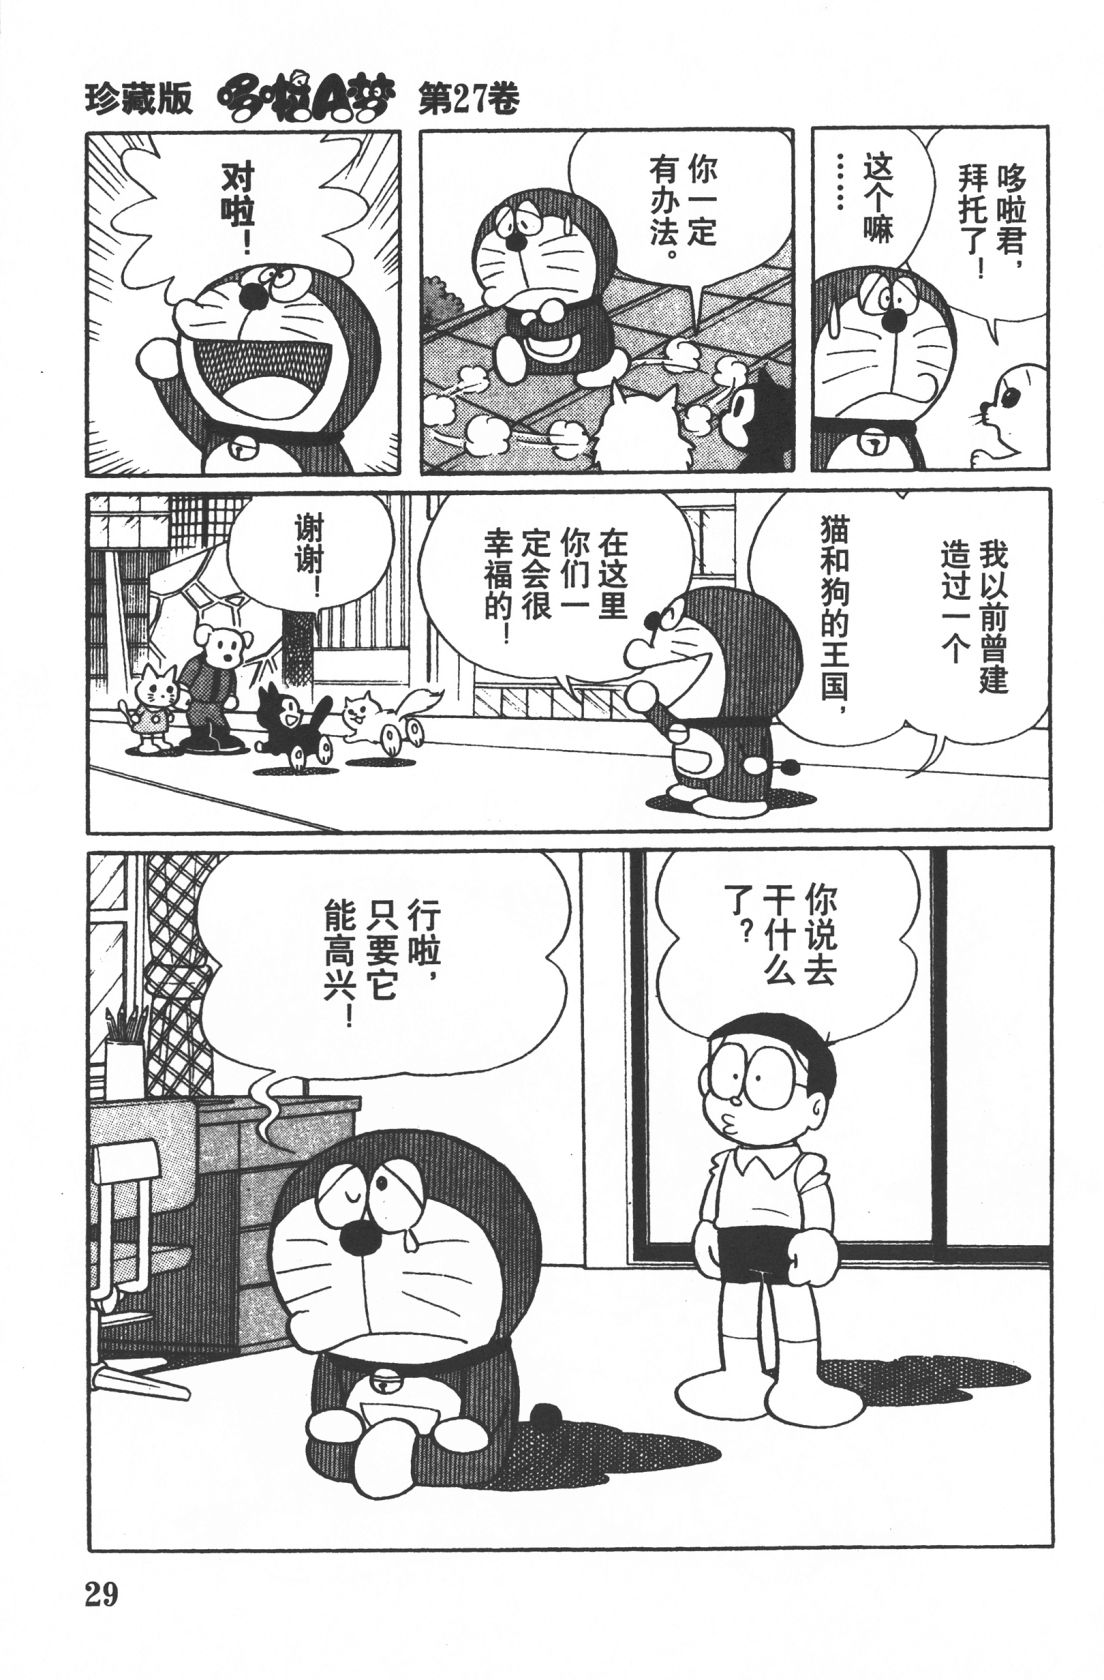 珍藏版 哆啦A梦 第27卷
哆啦君，
拜托了！
这个嘛
……
你一定
有办法。
对
啦！
我以前曾建
造过一个
猫和狗的王国，
在这里
你们一
定会很
幸福的！
谢谢！
你说去
干什么
了？
行啦，
只要它
能高兴！
29